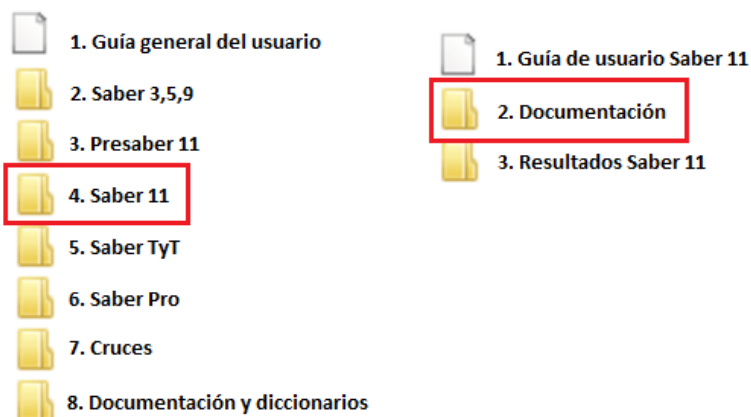 1. Guía general del usuario
2. Saber 3,5,9
3. Presaber 11
4. Saber 11
5. Saber TyT
6. Saber Pro
7. Cruces
8. Documentación y diccionarios
1. Guía de usuario Saber 11
2. Documentación
3. Resultados Saber 11